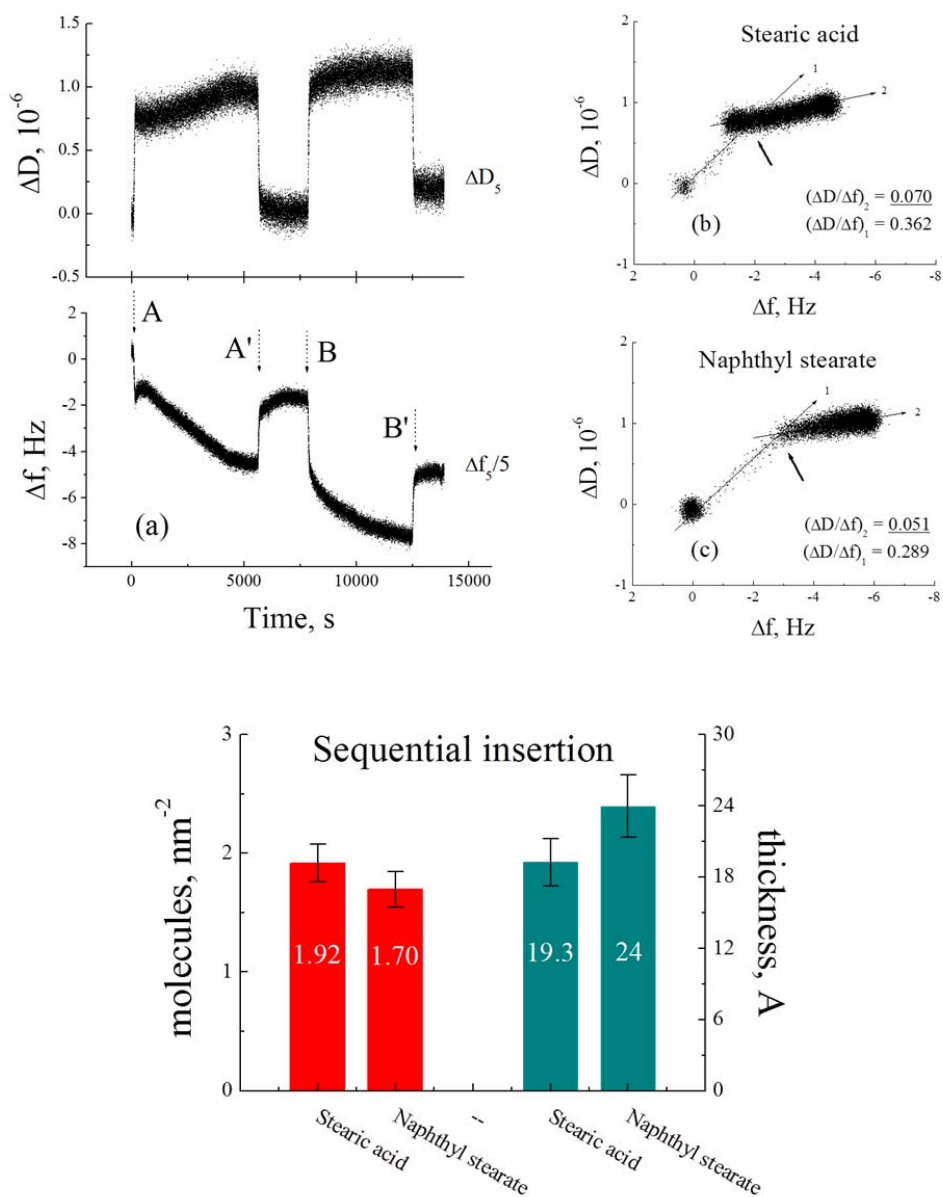 1.5
1.0
0.5
0.0
-0.5
ΔD, 10-6
ΔD5
2
0
-2
-4
-6
-8
Δf, Hz
A
A'
B
B'
Δf5/5
(a)
0 5000 10000 15000
Time, s
2
1
0
-1
ΔD, 10-6
Stearic acid
1
2
(ΔD/Δf)2 = 0.070
(ΔD/Δf)1 = 0.362
(b)
2 0 -2 -4 -6 -8
Δf, Hz
2
1
0
-1
ΔD, 10-6
Naphthyl stearate
1
2
(ΔD/Δf)2 = 0.051
(ΔD/Δf)1 = 0.289
(c)
2 0 -2 -4 -6 -8
Δf, Hz
Sequential insertion
3
2
1
0
molecules, nm-2
1.92
1.70
19.3
24
30
24
18
12
6
0
thickness, A
Stearic acid
Naphthyl stearate
--
Stearic acid
Naphthyl stearate